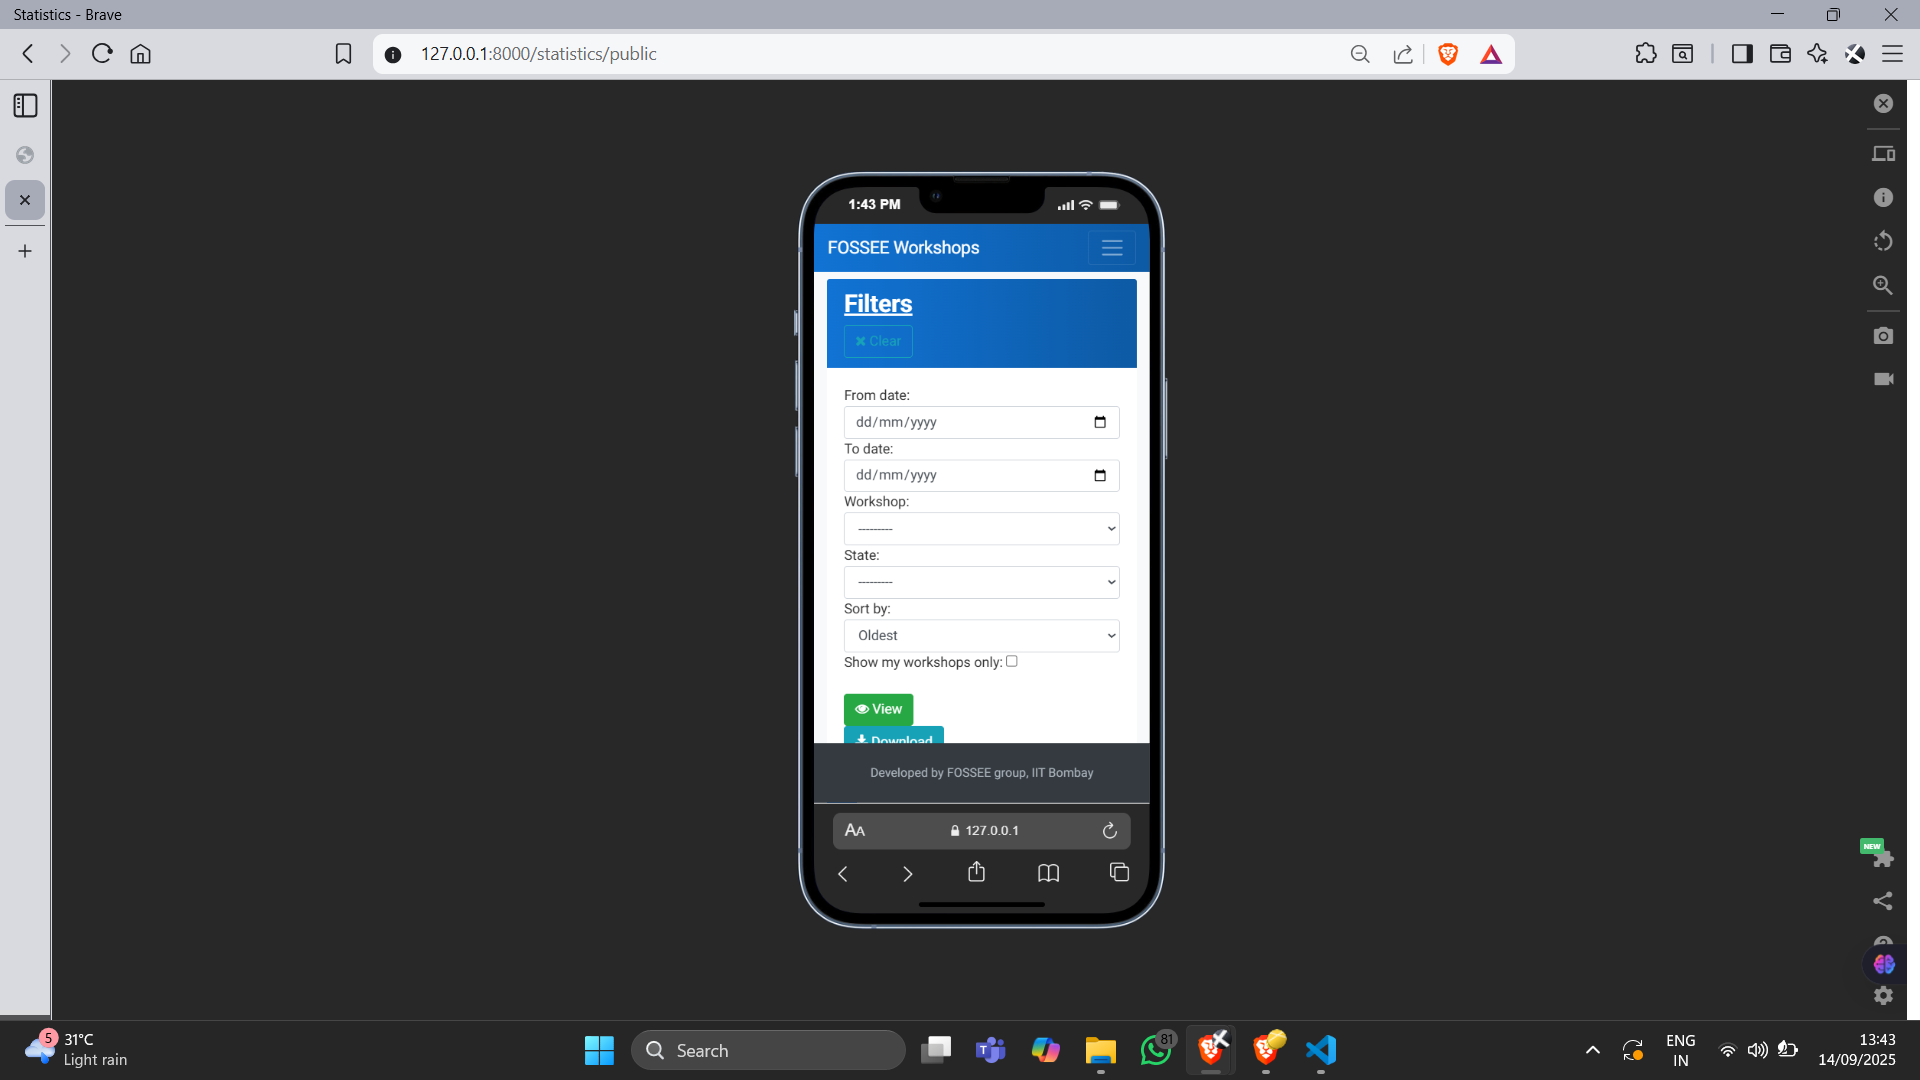 Statistics - Brave
127.0.0.1:8000/statistics/public
1:43 PM
FOSSEE Workshops
Filters
Clear
From date:
dd/mm/yyyy
To date:
dd/mm/yyyy
Workshop:
---------
State:
---------
Sort by:
Oldest
Show my workshops only:
View
Download
Developed by FOSSEE group, IIT Bombay
AA
127.0.0.1
NEW
5
31°C
Light rain
Search
81
ENG
IN
13:43
14/09/2025